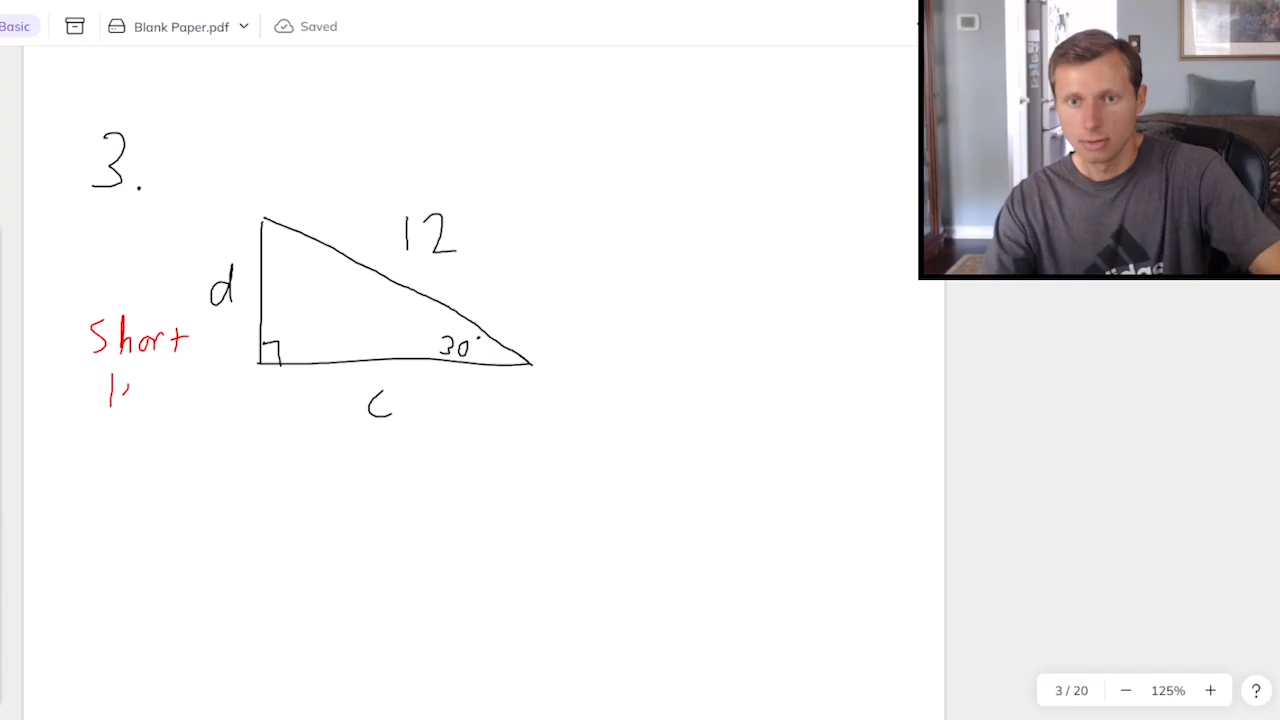 Basic
Blank Paper.pdf
Saved
3.
12
d
30°
Short
c
3 / 20
125%
?